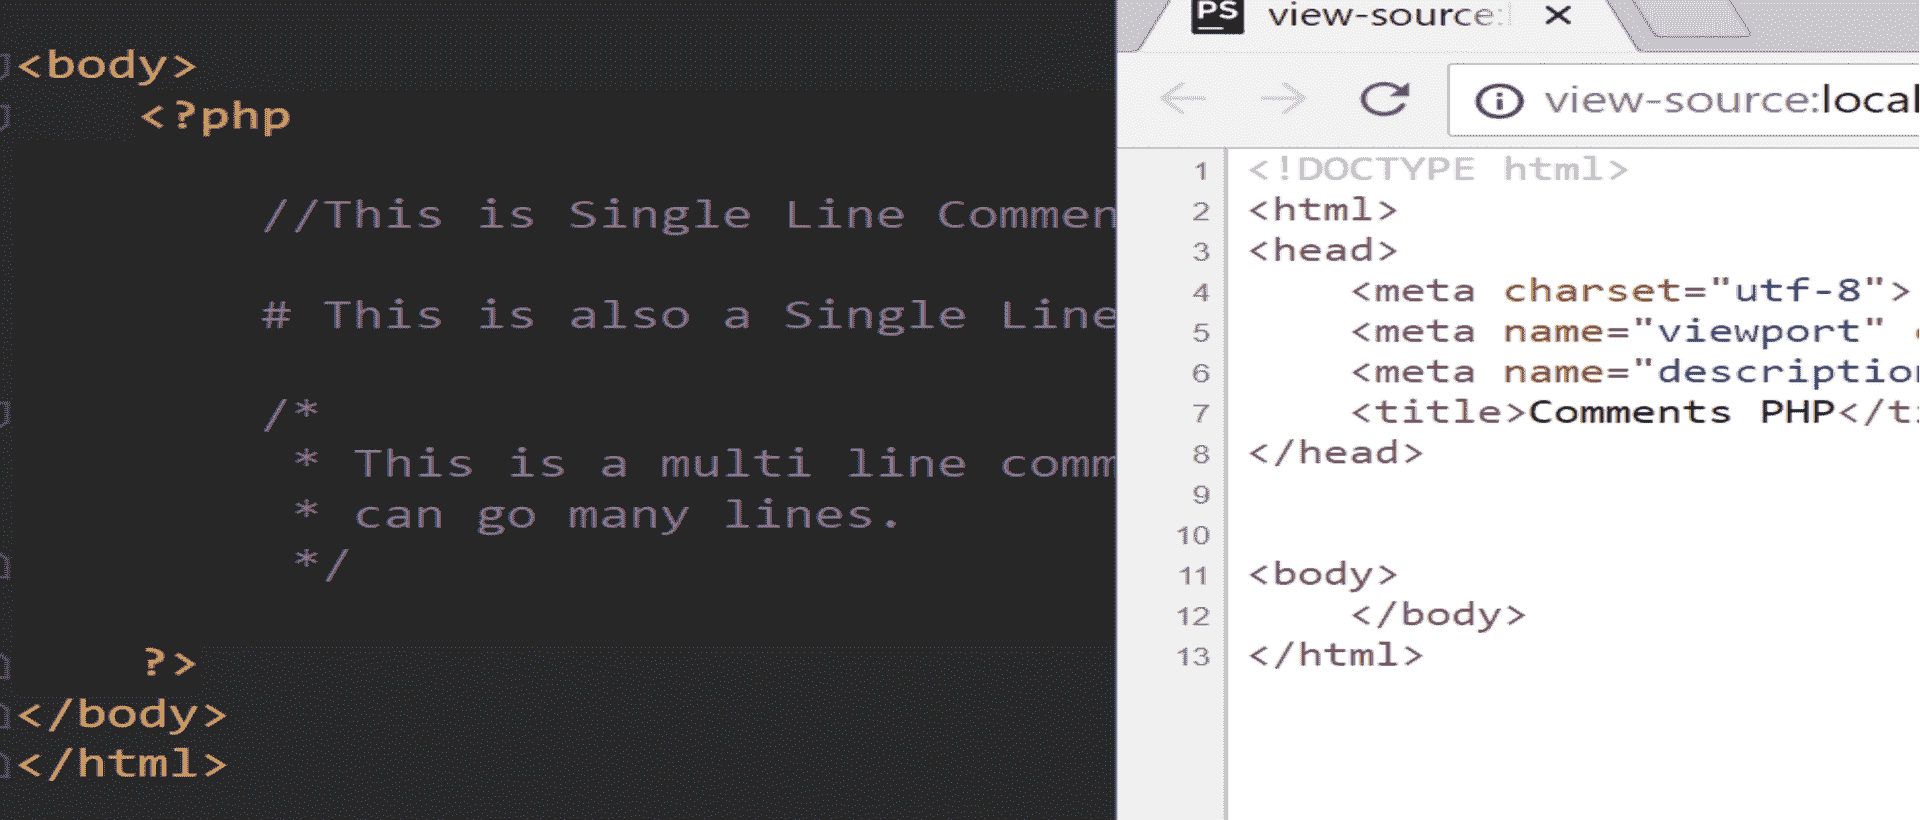 <body>
<?php
//This is Single Line Commen
# This is also a Single Line
/*
* This is a multi line comm
* can go many lines.
*/
?>
</body>
</html>
PS view-source:
view-source:local
1 <!DOCTYPE html>
2 <html>
3 <head>
4 <meta charset="utf-8">
5 <meta name="viewport"
6 <meta name="description
7 <title>Comments PHP</ti
8 </head>
9
10
11 <body>
12 </body>
13 </html>